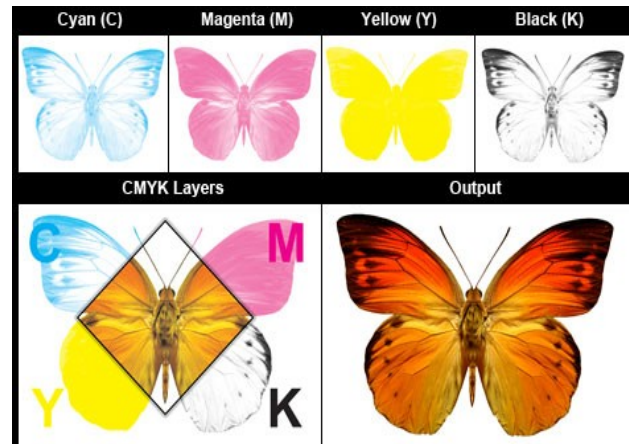 Cyan (C)
Magenta (M)
Yellow (Y)
Black (K)
CMYK Layers
Output
C
M
Y
K